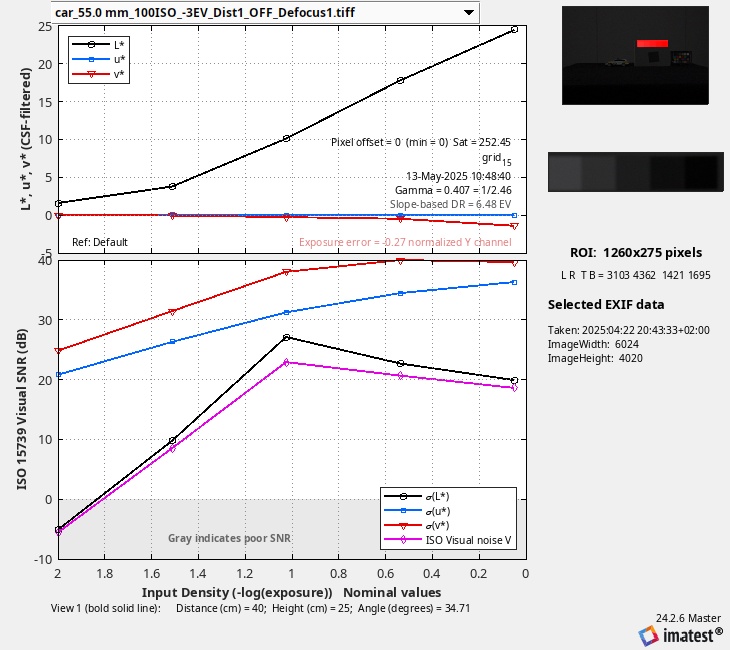 car_55.0 mm_100ISO_-3EV_Dist1_OFF_Defocus1.tiff
25
20
15
10
5
0
-5
L*, u*, v* (CSF-filtered)
L*
u*
v*
Pixel offset = 0 (min = 0) Sat = 252.45
grid15
13-May-2025 10:48:40
Gamma = 0.407 = 1/2.46
Slope-based DR = 6.48 EV
Ref: Default
Exposure error = -0.27 normalized Y channel
40
30
20
10
0
-10
ISO 15739 Visual SNR (dB)
σ(L*)
σ(u*)
σ(v*)
ISO Visual noise V
Gray indicates poor SNR
2 1.8 1.6 1.4 1.2 1 0.8 0.6 0.4 0.2 0
Input Density (-log(exposure)) Nominal values
View 1 (bold solid line): Distance (cm) = 40; Height (cm) = 25; Angle (degrees) = 34.71
ROI: 1260x275 pixels
L R T B = 3103 4362 1421 1695
Selected EXIF data
Taken: 2025:04:22 20:43:33+02:00
ImageWidth: 6024
ImageHeight: 4020
24.2.6 Master
imatest®